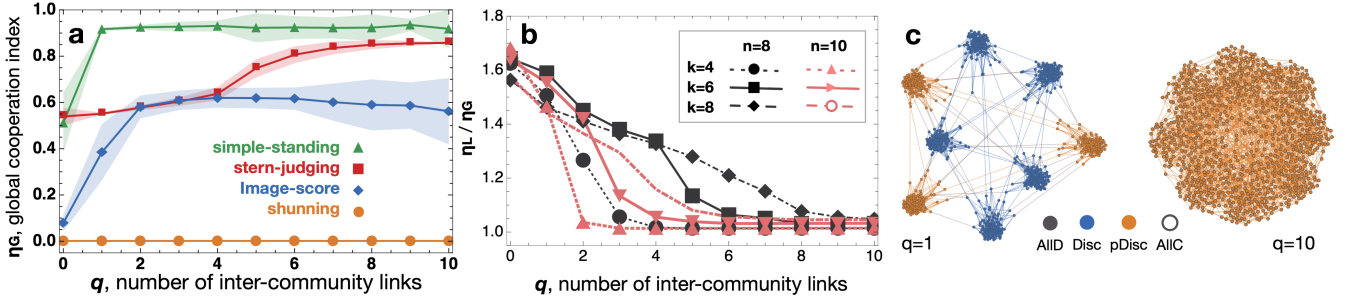 a
ηG, global cooperation index
1.0
0.8
0.6
0.4
0.2
0.0
simple-standing
stern-judging
Image-score
shunning
0 2 4 6 8 10
q, number of inter-community links
b
ηL / ηG
1.8
1.6
1.4
1.2
1.0
n=8 n=10
k=4
k=6
k=8
0 2 4 6 8 10
q, number of inter-community links
c
q=1
AllD Disc pDisc AllC
q=10